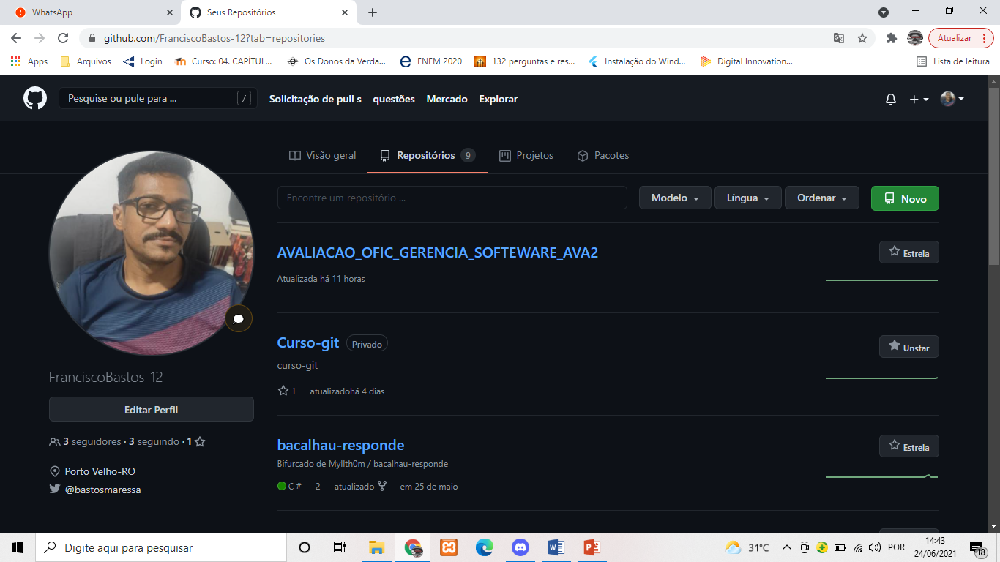 WhatsApp
Seus Repositórios
github.com/FranciscoBastos-12?tab=repositories
Atualizar
Apps Arquivos Login Curso: 04. CAPÍTUL... Os Donos da Verda... ENEM 2020 132 perguntas e res... Instalação do Wind... Digital Innovation... Lista de leitura
Pesquise ou pule para ... / Solicitação de pull s questões Mercado Explorar
Visão geral Repositórios 9 Projetos Pacotes
Encontre um repositório ... Modelo Língua Ordenar Novo
AVALIACAO_OFIC_GERENCIA_SOFTEWARE_AVA2 Estrela
Atualizada há 11 horas
Curso-git Privado Unstar
curso-git
1 atualizadohá 4 dias
FranciscoBastos-12
Editar Perfil
3 seguidores · 3 seguindo · 1
Porto Velho-RO
@bastosmaressa
bacalhau-responde Estrela
Bifurcado de Myllth0m / bacalhau-responde
C # 2 atualizado em 25 de maio
Digite aqui para pesquisar
31°C POR 14:43
24/06/2021 18